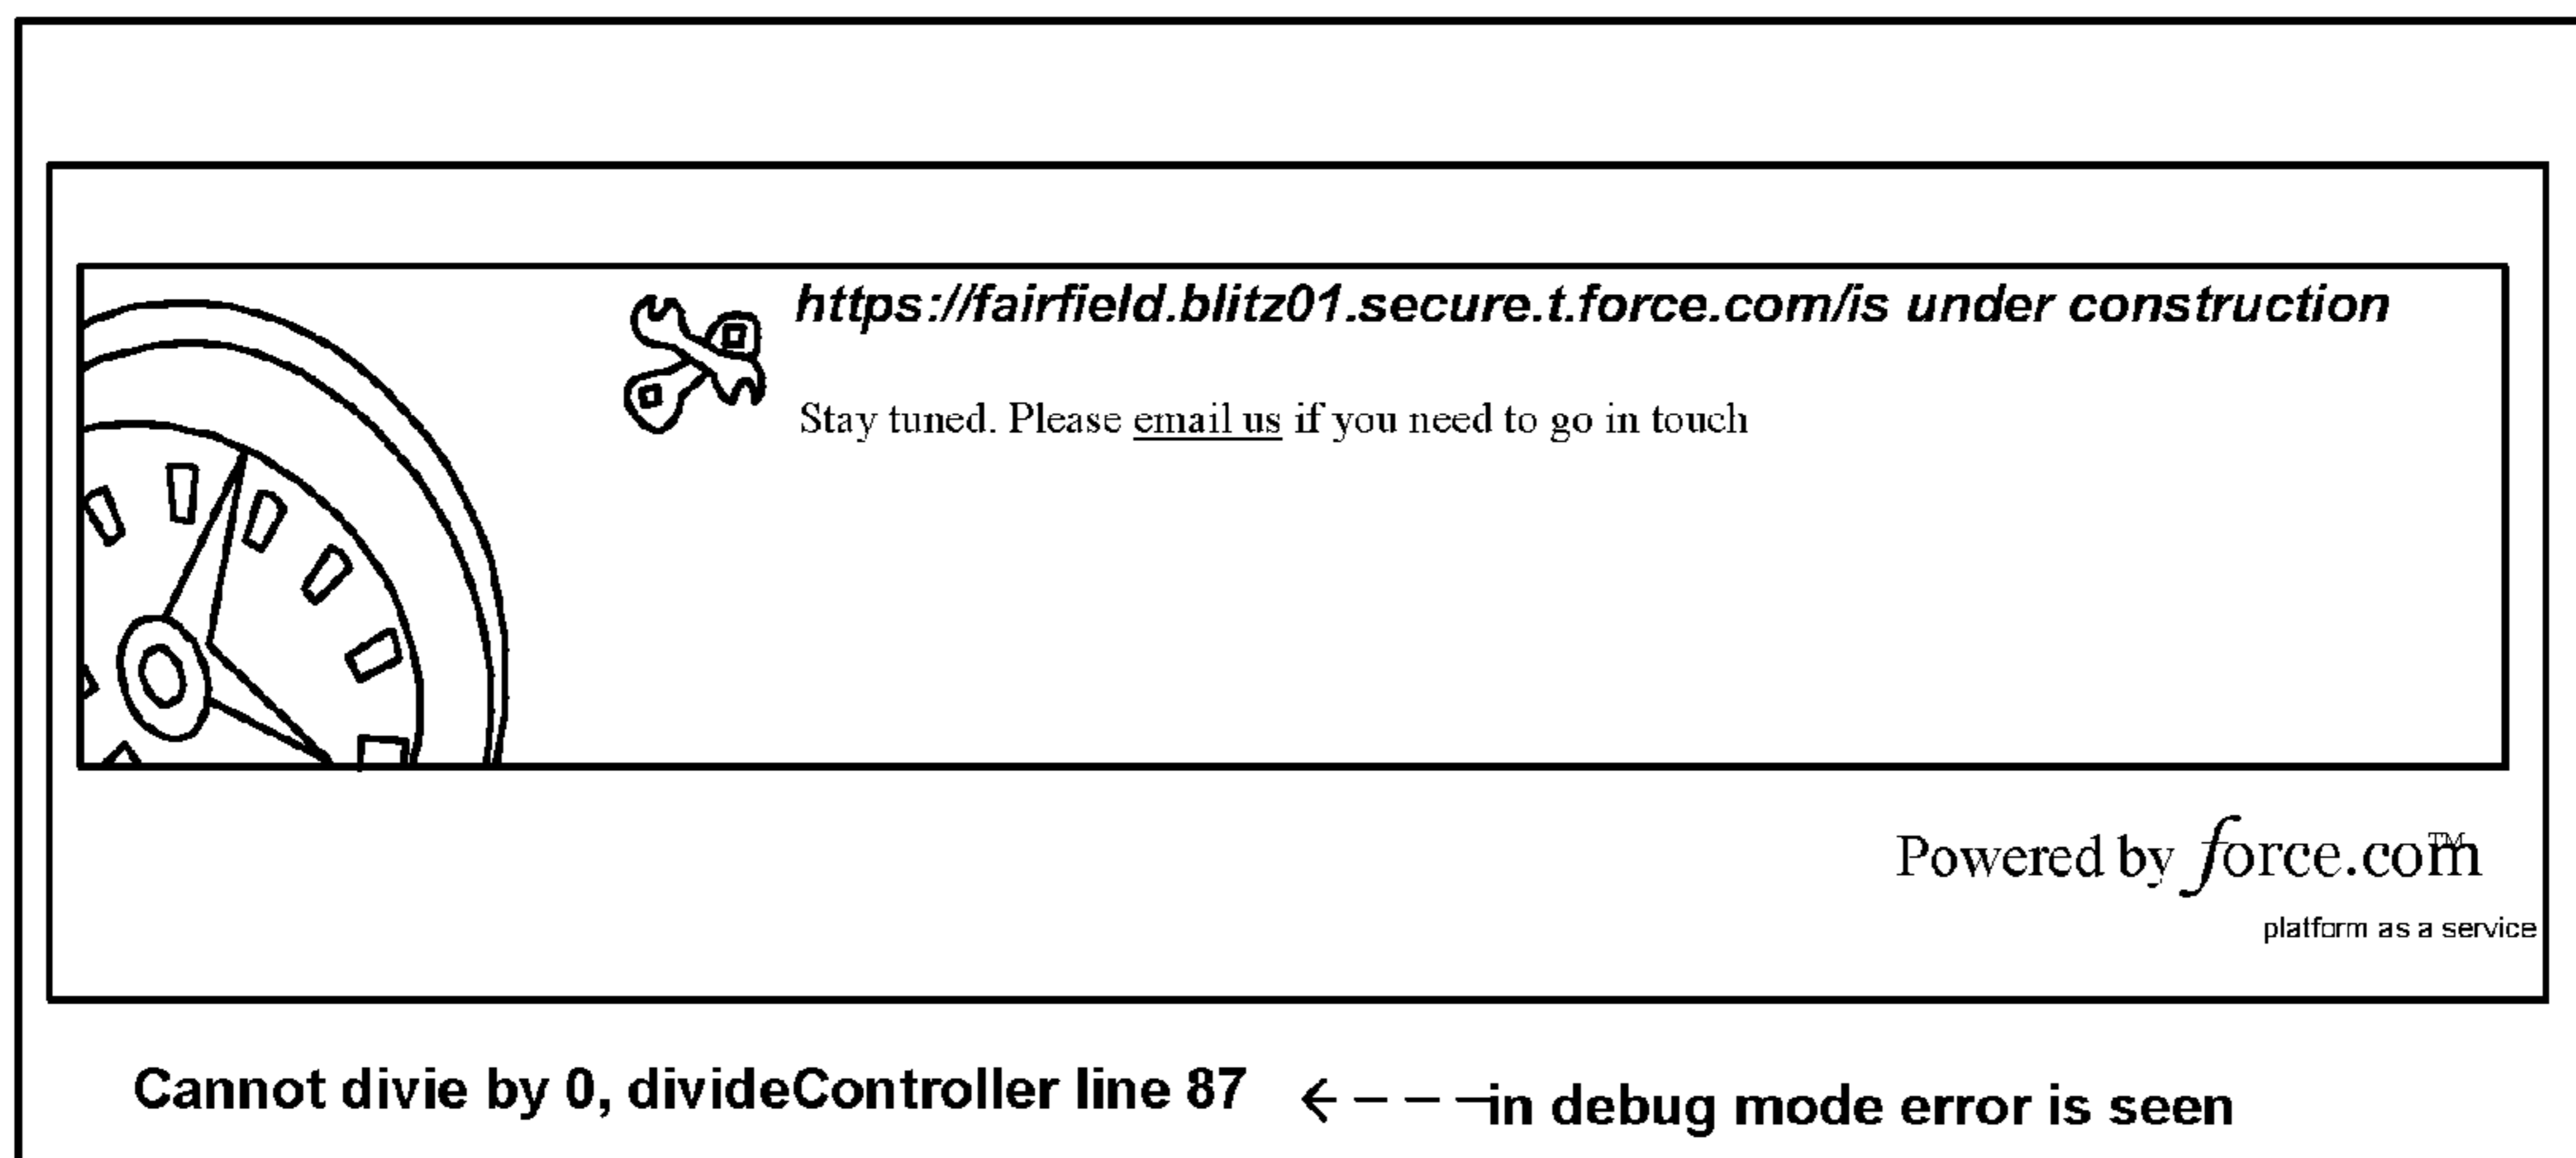 https://fairfield.blitz01.secure.t.force.com/is under construction
Stay tuned. Please email us if you need to go in touch
Powered by force.com™
platform as a service
Cannot divie by 0, divideController line 87
in debug mode error is seen